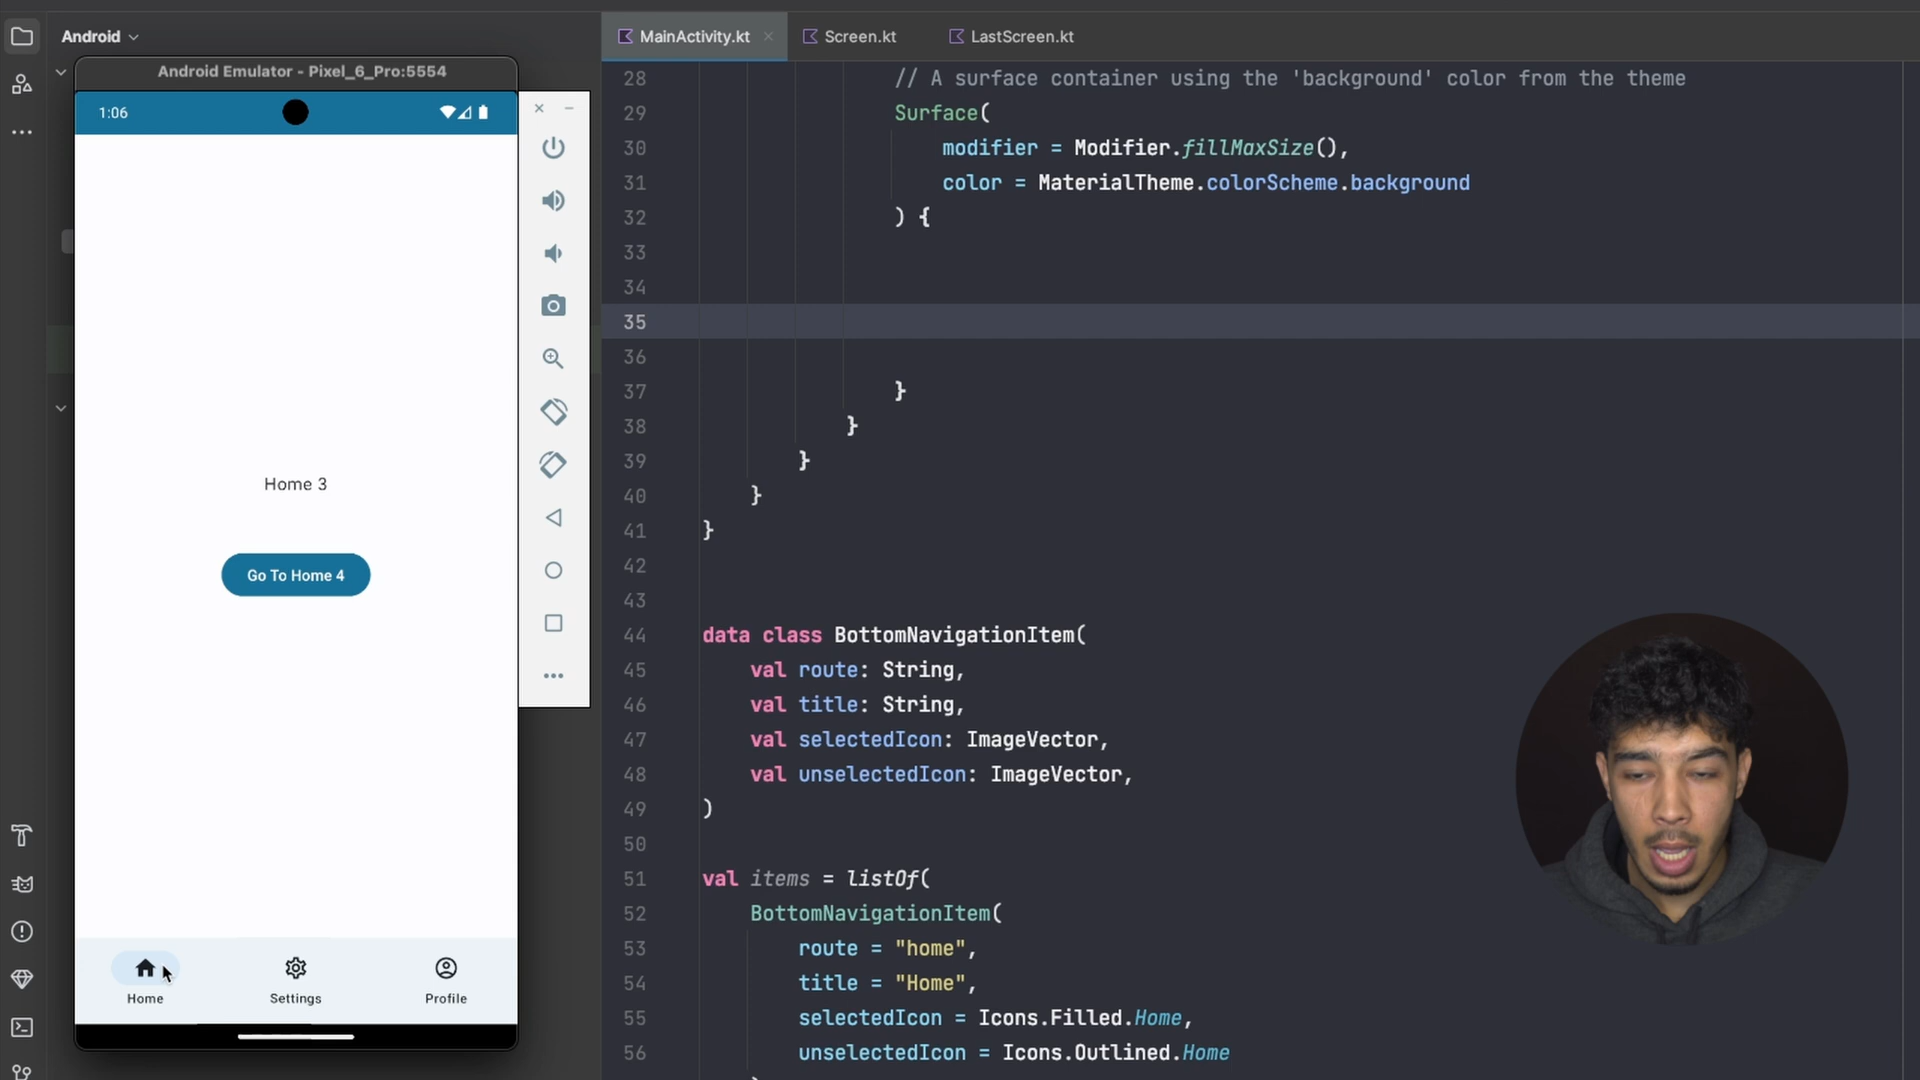 Android
MainActivity.kt
Screen.kt
LastScreen.kt
Android Emulator - Pixel_6_Pro:5554
1:06
Home 3
Go To Home 4
Home
Settings
Profile
28 // A surface container using the 'background' color from the theme
29 Surface(
30 modifier = Modifier.fillMaxSize(),
31 color = MaterialTheme.colorScheme.background
32 ) {
33
34
35
36
37 }
38 }
39 }
40 }
41 }
42
43
44 data class BottomNavigationItem(
45 val route: String,
46 val title: String,
47 val selectedIcon: ImageVector,
48 val unselectedIcon: ImageVector,
49 )
50
51 val items = listOf(
52 BottomNavigationItem(
53 route = "home",
54 title = "Home",
55 selectedIcon = Icons.Filled.Home,
56 unselectedIcon = Icons.Outlined.Home